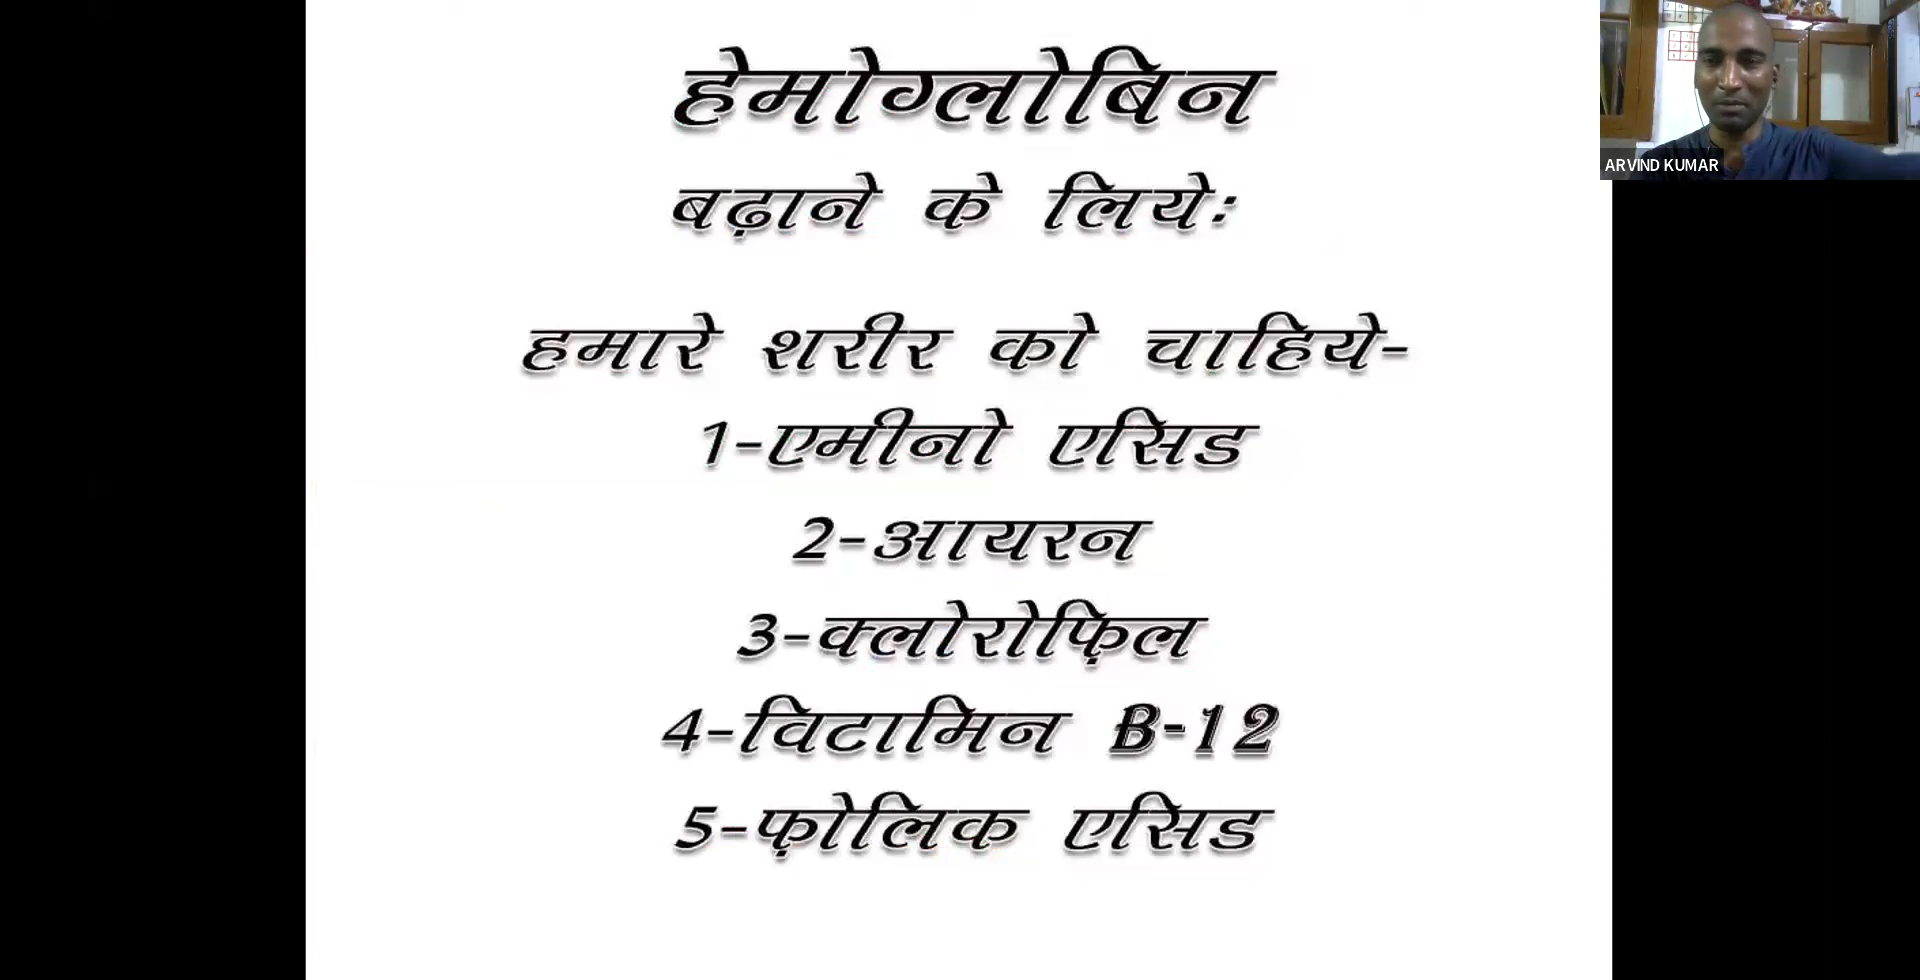 हेमोग्लोबिन
बढ़ाने के लिये:
हमारे शरीर को चाहिये-
1-एमीनो एसिड
2-आयरन
3-क्लोरोफ़िल
4-विटामिन B-12
5-फ़ोलिक एसिड
ARVIND KUMAR